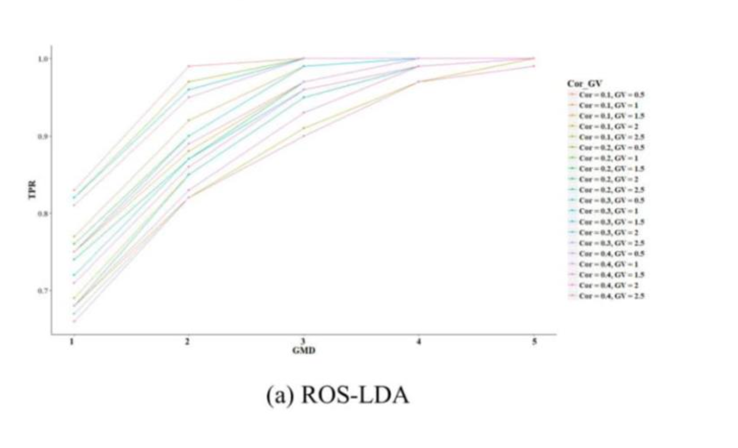 1.0
0.9
0.8
0.7
TPR
1
2
3
4
5
GMD
Cor_GV
Cor = 0.1, GV = 0.5
Cor = 0.1, GV = 1
Cor = 0.1, GV = 1.5
Cor = 0.1, GV = 2
Cor = 0.1, GV = 2.5
Cor = 0.2, GV = 0.5
Cor = 0.2, GV = 1
Cor = 0.2, GV = 1.5
Cor = 0.2, GV = 2
Cor = 0.2, GV = 2.5
Cor = 0.3, GV = 0.5
Cor = 0.3, GV = 1
Cor = 0.3, GV = 1.5
Cor = 0.3, GV = 2
Cor = 0.3, GV = 2.5
Cor = 0.4, GV = 0.5
Cor = 0.4, GV = 1
Cor = 0.4, GV = 1.5
Cor = 0.4, GV = 2
Cor = 0.4, GV = 2.5
(a) ROS-LDA